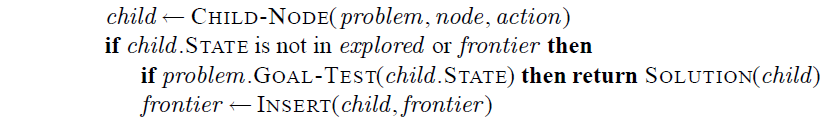 child ← CHILD-NODE(problem, node, action)
if child.STATE is not in explored or frontier then
if problem.GOAL-TEST(child.STATE) then return SOLUTION(child)
frontier ← INSERT(child, frontier)